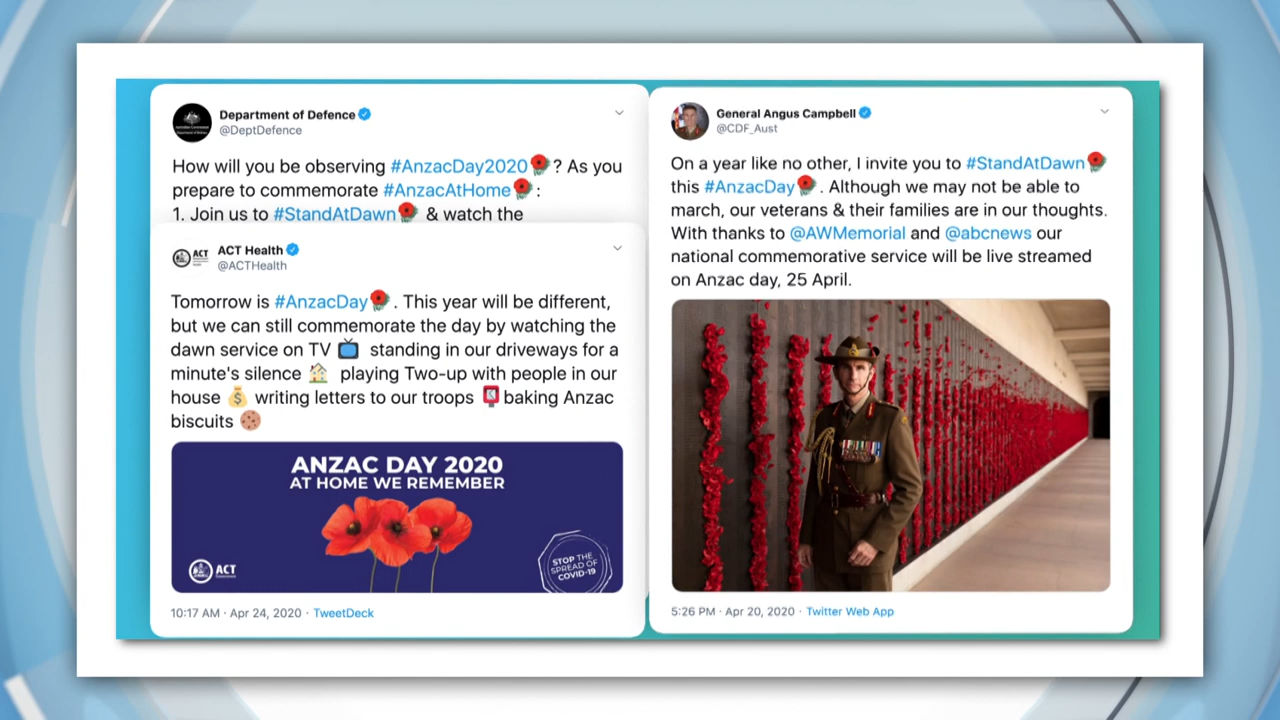 Department of Defence
@DeptDefence
How will you be observing #AnzacDay2020? As you
prepare to commemorate #AnzacAtHome:
1. Join us to #StandAtDawn & watch the
ACT
ACT Health
@ACTHealth
Tomorrow is #AnzacDay. This year will be different,
but we can still commemorate the day by watching the
dawn service on TV standing in our driveways for a
minute's silence playing Two-up with people in our
house writing letters to our troops baking Anzac
biscuits
ANZAC DAY 2020
AT HOME WE REMEMBER
ACT
STOP THE
SPREAD OF
COVID-19
10:17 AM · Apr 24, 2020 · TweetDeck
General Angus Campbell
@CDF_Aust
On a year like no other, I invite you to #StandAtDawn
this #AnzacDay. Although we may not be able to
march, our veterans & their families are in our thoughts.
With thanks to @AWMemorial and @abcnews our
national commemorative service will be live streamed
on Anzac day, 25 April.
5:26 PM · Apr 20, 2020 · Twitter Web App